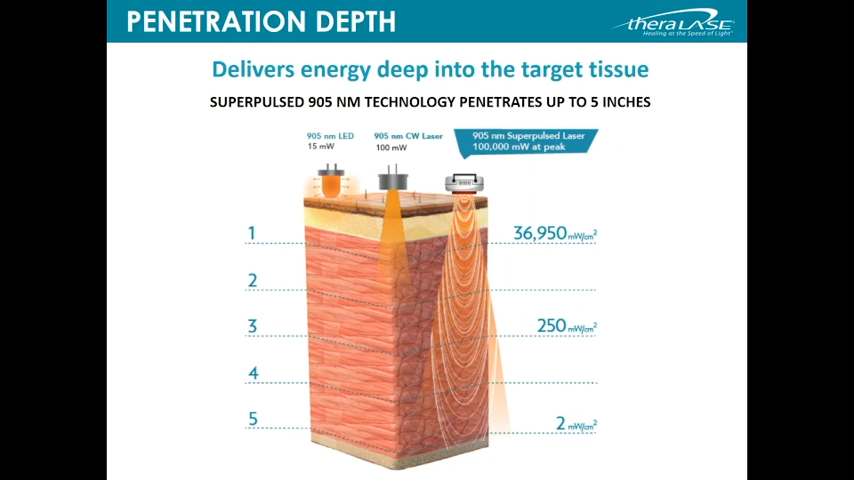 PENETRATION DEPTH
theraLASE®
Healing at the Speed of Light®
Delivers energy deep into the target tissue
SUPERPULSED 905 NM TECHNOLOGY PENETRATES UP TO 5 INCHES
905 nm LED
15 mW
905 nm CW Laser
100 mW
905 nm Superpulsed Laser
100,000 mW at peak
1
36,950 mW/cm²
2
3
250 mW/cm²
4
5
2 mW/cm²